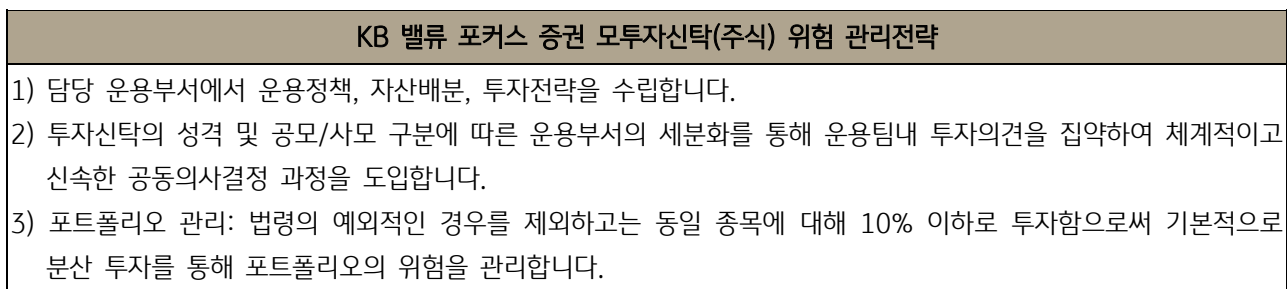 KB 밸류 포커스 증권 모투자신탁(주식) 위험 관리전략
1) 담당 운용부서에서 운용정책, 자산배분, 투자전략을 수립합니다.
2) 투자신탁의 성격 및 공모/사모 구분에 따른 운용부서의 세분화를 통해 운용팀내 투자의견을 집약하여 체계적이고
신속한 공동의사결정 과정을 도입합니다.
3) 포트폴리오 관리: 법령의 예외적인 경우를 제외하고는 동일 종목에 대해 10% 이하로 투자함으로써 기본적으로
분산 투자를 통해 포트폴리오의 위험을 관리합니다.